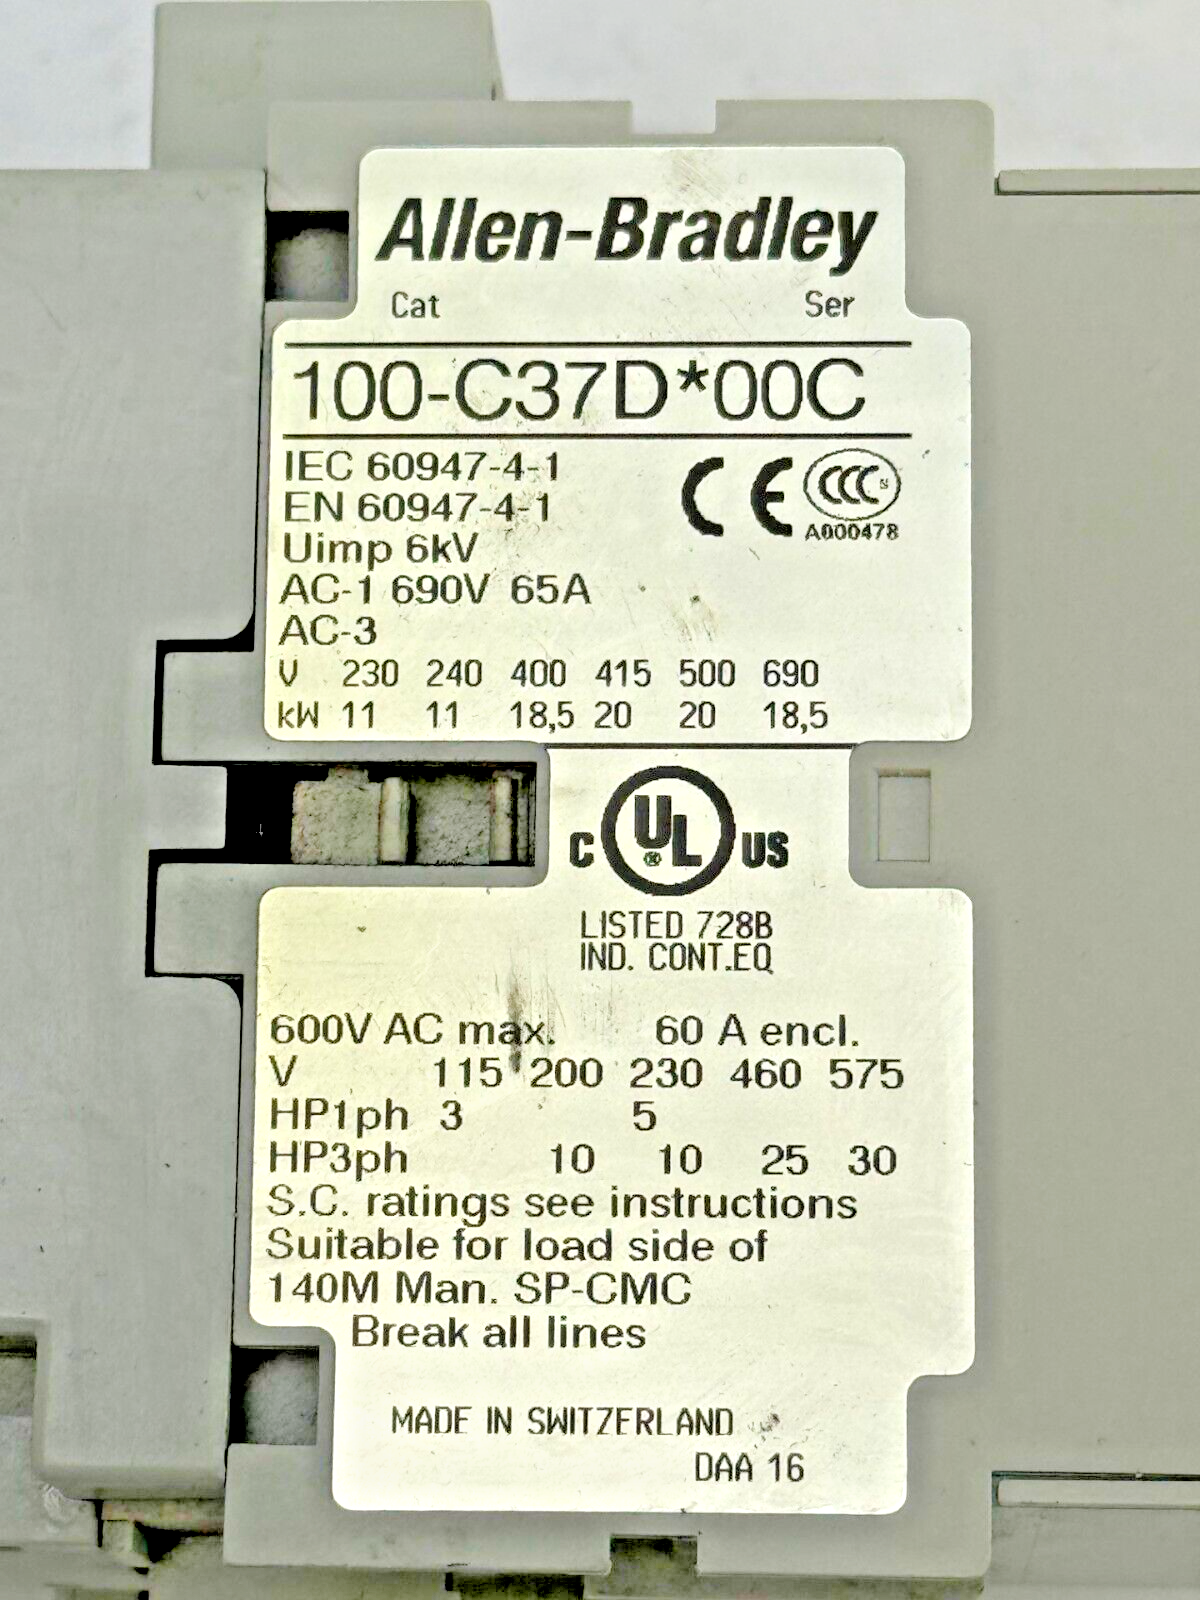 Allen-Bradley
Cat Ser
100-C37D*00C
IEC 60947-4-1
EN 60947-4-1
CE CCC S
A000478
Uimp 6kV
AC-1 690V 65A
AC-3
V 230 240 400 415 500 690
kW 11 11 18,5 20 20 18,5
C UL ® US
LISTED 728B
IND. CONT.EQ
600V AC max. 60 A encl.
V 115 200 230 460 575
HP1ph 3 5
HP3ph 10 10 25 30
S.C. ratings see instructions
Suitable for load side of
140M Man. SP-CMC
Break all lines
MADE IN SWITZERLAND
DAA 16